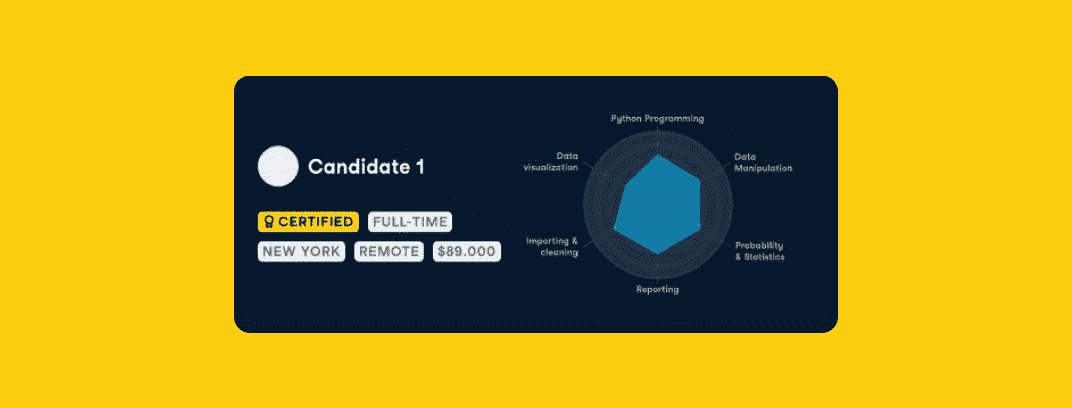 Candidate 1
CERTIFIED
FULL-TIME
NEW YORK
REMOTE
$89.000
Python Programming
Data
Manipulation
Probability
& Statistics
Reporting
Importing &
cleaning
Data
visualization